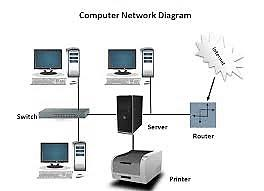 Computer Network Diagram
Internet
Switch
Server
Router
Printer